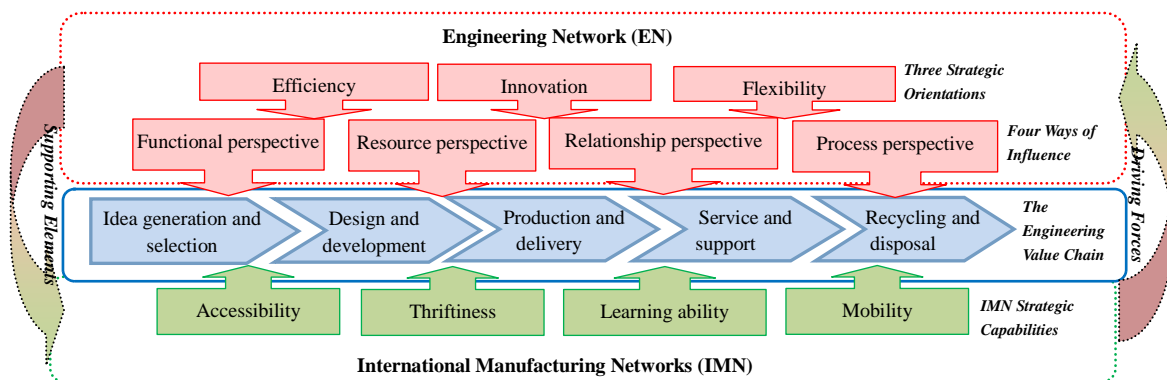 Engineering Network (EN)
Efficiency
Innovation
Flexibility
Three Strategic
Orientations
Functional perspective
Resource perspective
Relationship perspective
Process perspective
Four Ways of
Influence
Supporting Elements
Driving Forces
Idea generation and
selection
Design and
development
Production and
delivery
Service and
support
Recycling and
disposal
The
Engineering
Value Chain
Accessibility
Thriftiness
Learning ability
Mobility
IMN Strategic
Capabilities
International Manufacturing Networks (IMN)